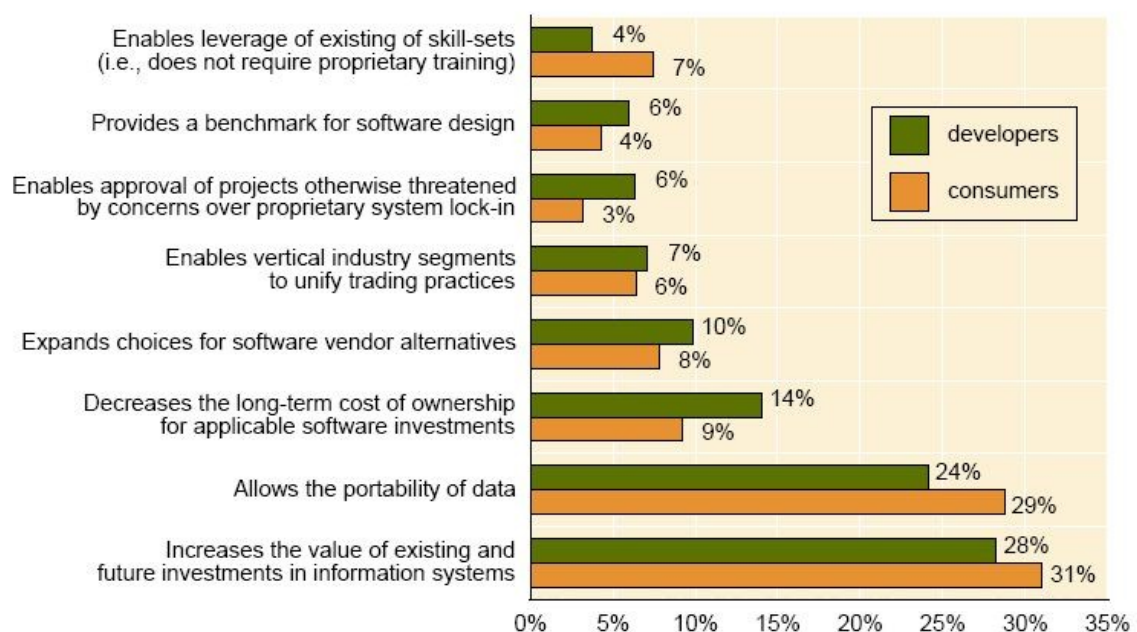 Enables leverage of existing of skill-sets
(i.e., does not require proprietary training)
4%
7%
Provides a benchmark for software design
6%
4%
developers
consumers
Enables approval of projects otherwise threatened
by concerns over proprietary system lock-in
6%
3%
Enables vertical industry segments
to unify trading practices
7%
6%
Expands choices for software vendor alternatives
10%
8%
Decreases the long-term cost of ownership
for applicable software investments
14%
9%
Allows the portability of data
24%
29%
Increases the value of existing and
future investments in information systems
28%
31%
0% 5% 10% 15% 20% 25% 30% 35%